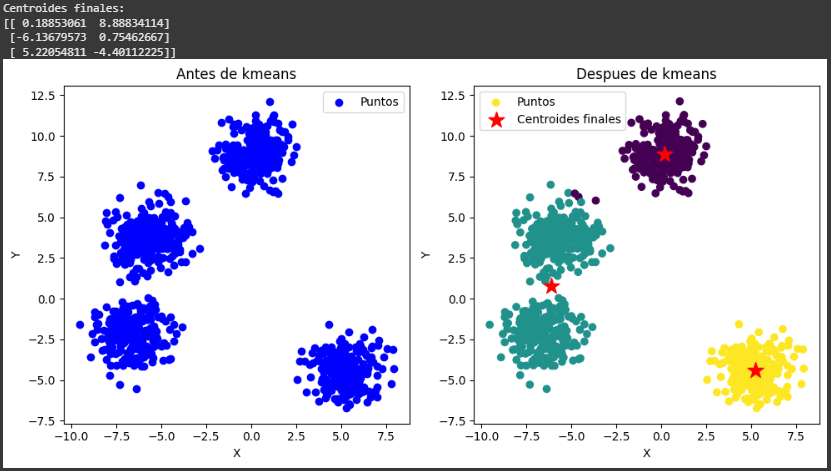 Centroides finales:
[[ 0.18853061  8.88834114]
 [-6.13679573  0.75462667]
 [ 5.22054811 -4.40112225]]
Antes de kmeans
Puntos
12.5
10.0
7.5
5.0
2.5
0.0
−2.5
−5.0
−7.5
Y
−10.0 −7.5 −5.0 −2.5 0.0 2.5 5.0 7.5
X
Despues de kmeans
Puntos
Centroides finales
12.5
10.0
7.5
5.0
2.5
0.0
−2.5
−5.0
−7.5
Y
−10.0 −7.5 −5.0 −2.5 0.0 2.5 5.0 7.5
X